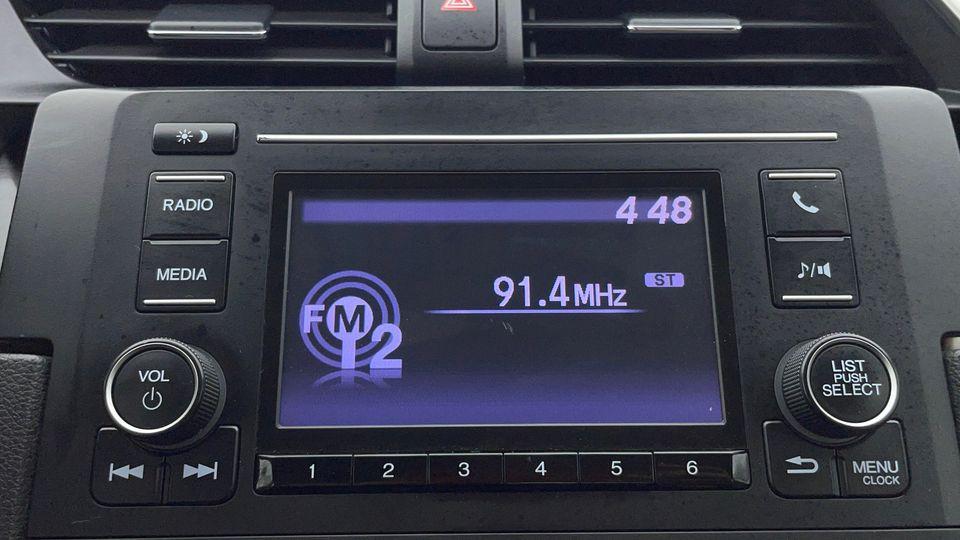 4 48
RADIO
MEDIA
91.4MHz
ST
FM
12
VOL
LIST
PUSH
SELECT
1 2 3 4 5 6
MENU
CLOCK